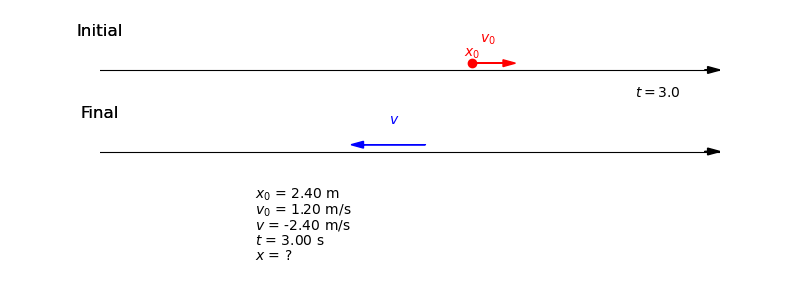 Initial
v₀
x₀
t = 3.0
Final
v
x₀ = 2.40 m
v₀ = 1.20 m/s
v = -2.40 m/s
t = 3.00 s
x = ?